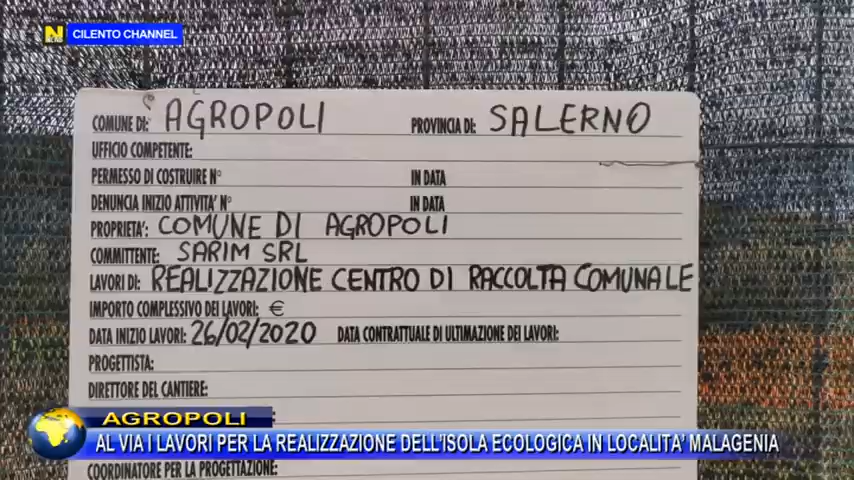 CILENTO CHANNEL
COMUNE DI: AGROPOLI PROVINCIA DI: SALERNO
UFFICIO COMPETENTE:
PERMESSO DI COSTRUIRE N° IN DATA
DENUNCIA INIZIO ATTIVITA' N° IN DATA
PROPRIETA': COMUNE DI AGROPOLI
COMMITTENTE: SARIM SRL
LAVORI DI: REALIZZAZIONE CENTRO DI RACCOLTA COMUNALE
IMPORTO COMPLESSIVO DEI LAVORI: €
DATA INIZIO LAVORI: 26/02/2020 DATA CONTRATTUALE DI ULTIMAZIONE DEI LAVORI:
PROGETTISTA:
DIRETTORE DEL CANTIERE:
AGROPOLI
AL VIA I LAVORI PER LA REALIZZAZIONE DELL'ISOLA ECOLOGICA IN LOCALITA' MALAGENIA
COORDINATORE PER LA PROGETTAZIONE: